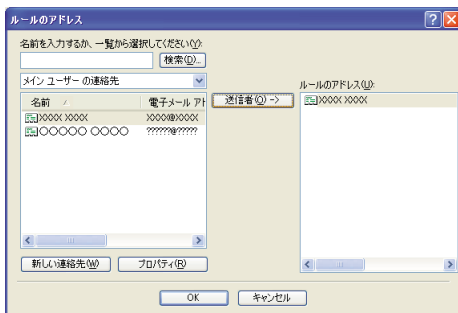 ルールのアドレス
名前を入力するか、一覧から選択してください(Y):
検索(D)...
メイン ユーザー の連絡先
ルールのアドレス(U):
名前 電子メール アド
送信者(O) ->
XXXX XXXX XXXX@XXXX
XXXX XXXX
○○○○○ ○○○○ ??????@?????
新しい連絡先(W) プロパティ(R)
OK キャンセル